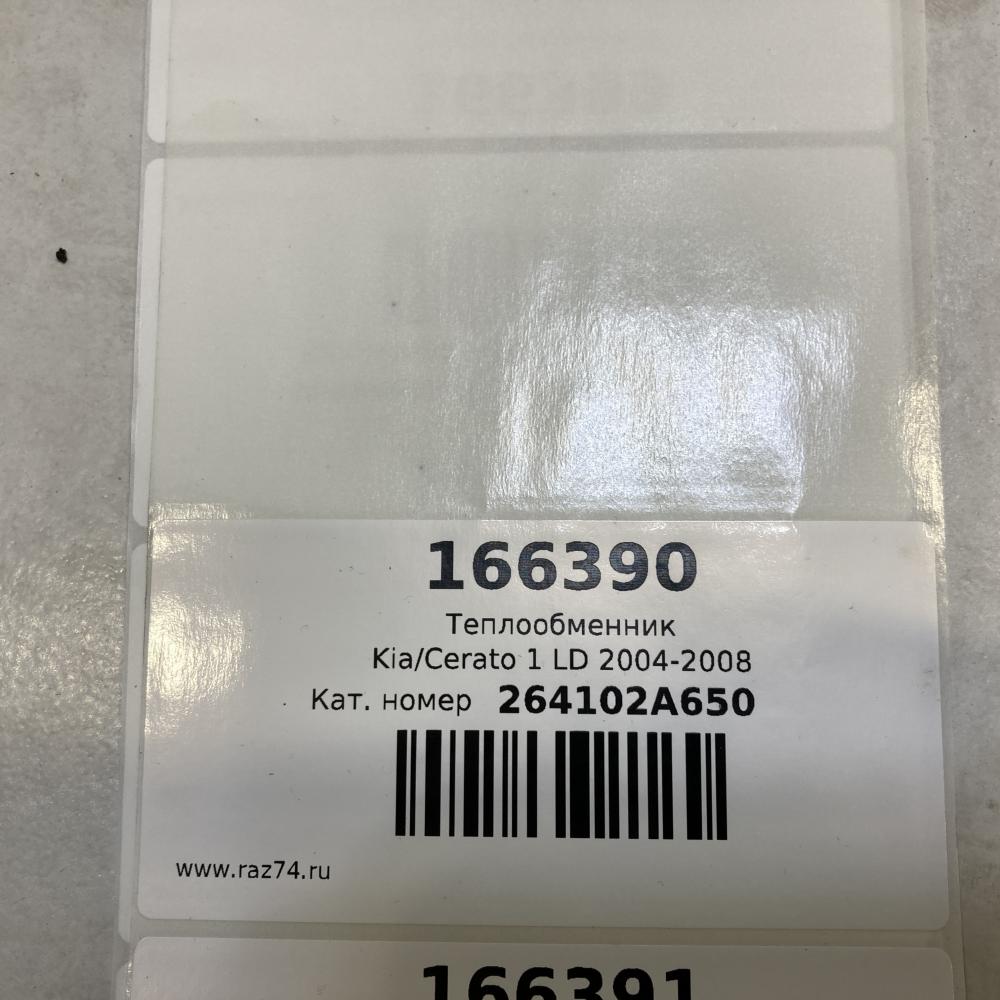 166390
Теплообменник
Kia/Cerato 1 LD 2004-2008
Кат. номер 264102A650
www.raz74.ru
166391